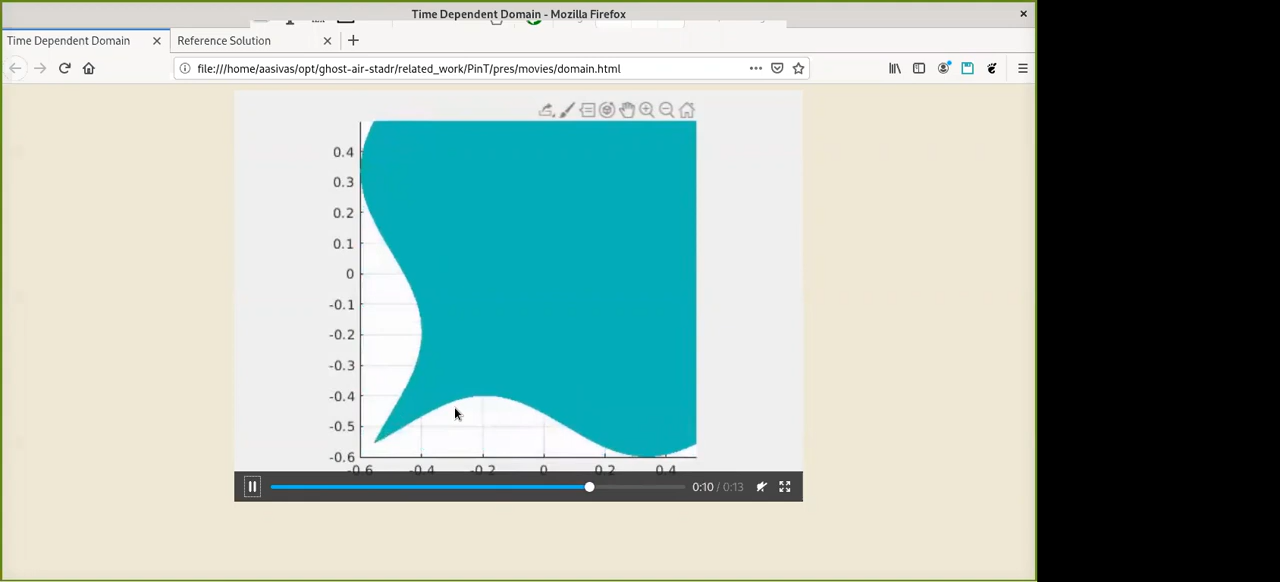 Time Dependent Domain - Mozilla Firefox
Time Dependent Domain
Reference Solution
file:///home/aasivas/opt/ghost-air-stadr/related_work/PinT/pres/movies/domain.html
0.4
0.3
0.2
0.1
0
-0.1
-0.2
-0.3
-0.4
-0.5
-0.6
-0.6 -0.4 -0.2 0 0.2 0.4
0:10 / 0:13